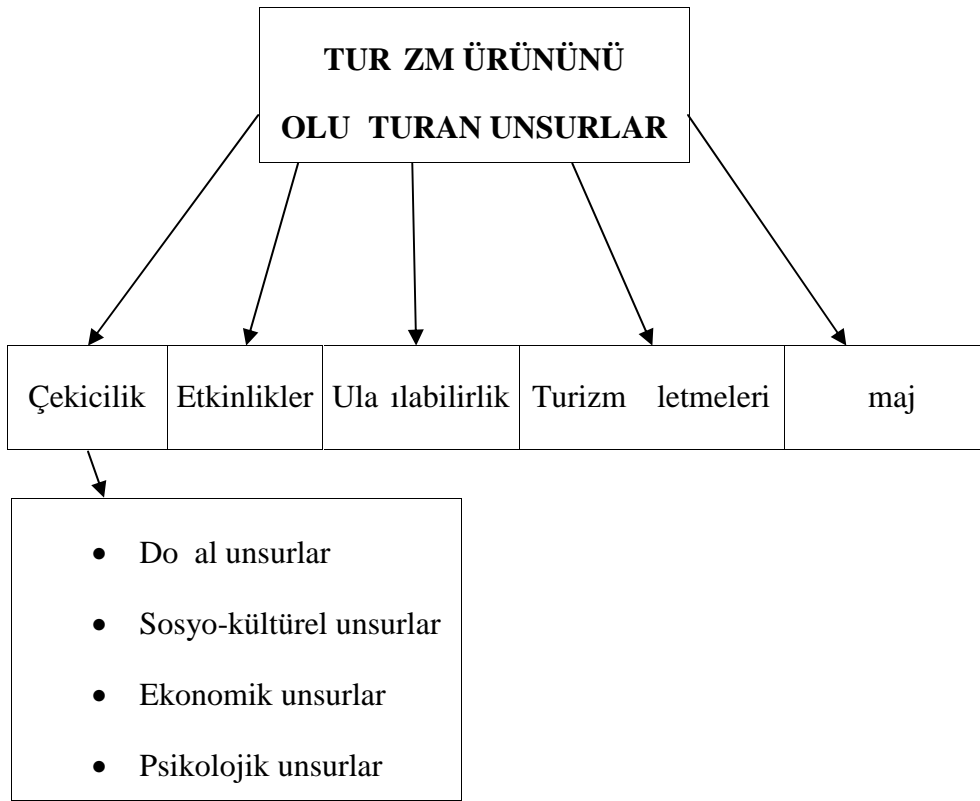 TUR ZM ÜRÜNÜNÜ
OLU TURAN UNSURLAR
Çekicilik
Etkinlikler
Ula ılabilirlik
Turizm letmeleri
maj
• Do al unsurlar
• Sosyo-kültürel unsurlar
• Ekonomik unsurlar
• Psikolojik unsurlar